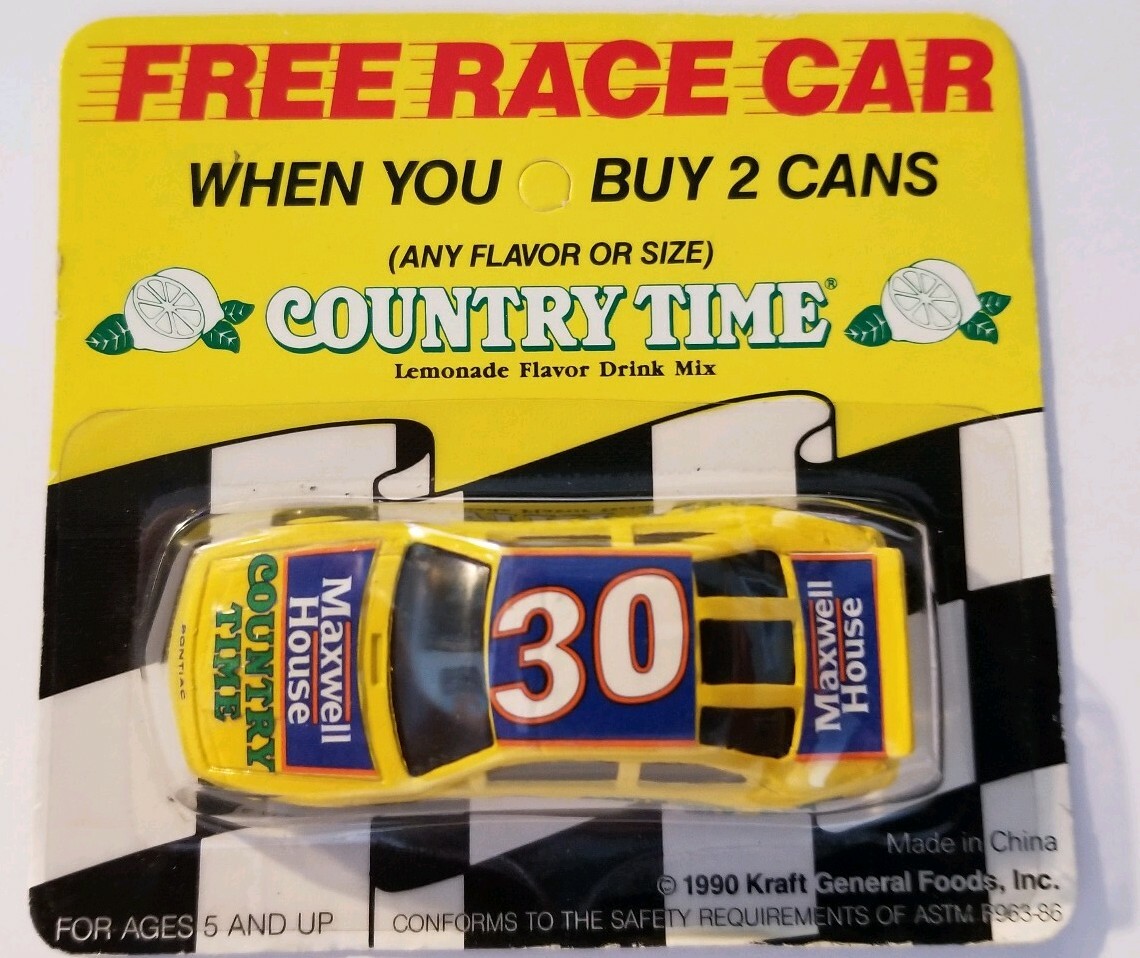 FREE RACE CAR
WHEN YOU BUY 2 CANS
(ANY FLAVOR OR SIZE)
COUNTRY TIME®
Lemonade Flavor Drink Mix
PONTIAC
COUNTRY
TIME
Maxwell
House
30
Maxwell
House
Made in China
© 1990 Kraft General Foods, Inc.
FOR AGES 5 AND UP
CONFORMS TO THE SAFETY REQUIREMENTS OF ASTM F963-86